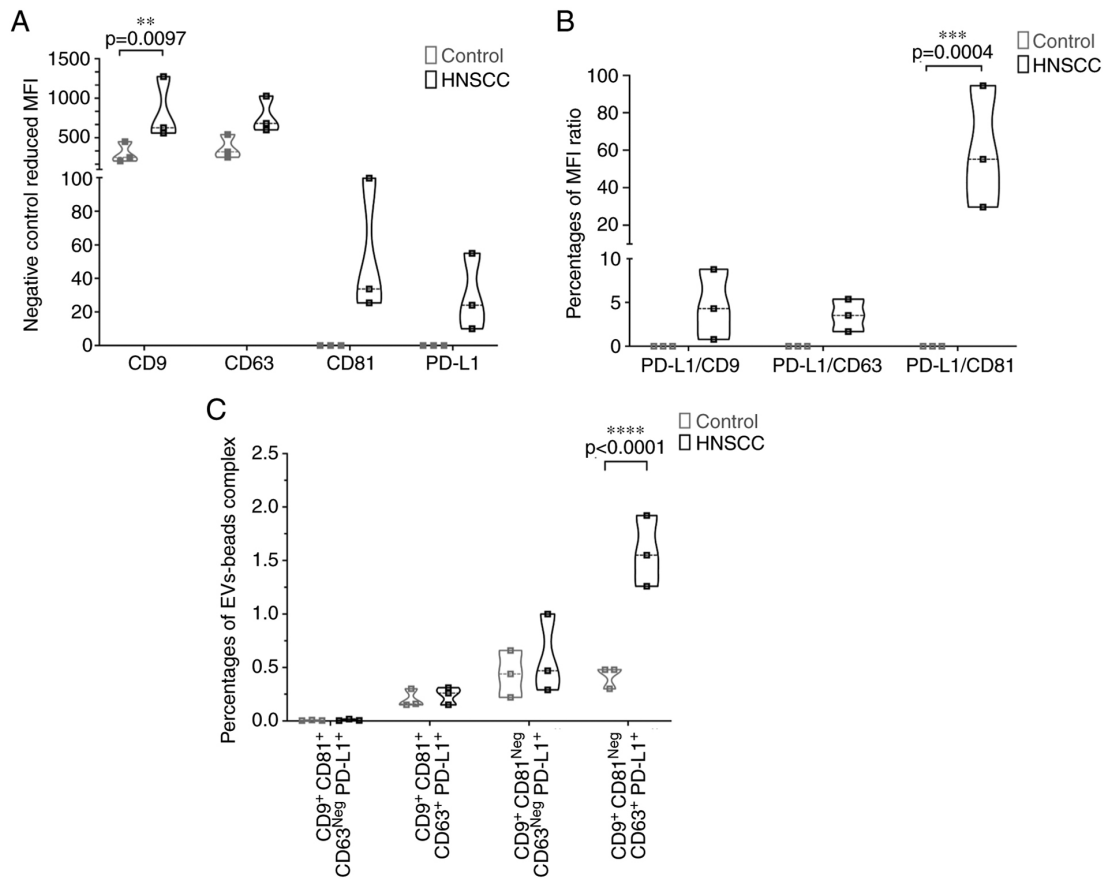 A
**
p=0.0097
Control
HNSCC
Negative control reduced MFI
1500
1000
500
100
80
60
40
20
0
CD9
CD63
CD81
PD-L1
B
***
p=0.0004
Control
HNSCC
Percentages of MFI ratio
100
80
60
40
20
10
5
0
PD-L1/CD9
PD-L1/CD63
PD-L1/CD81
C
****
p<0.0001
Control
HNSCC
Percentages of EVs-beads complex
2.5
2.0
1.5
1.0
0.5
0.0
CD9⁺ CD81⁺
CD63ᴺᵉᵍ PD-L1⁺
CD9⁺ CD81⁺
CD63⁺ PD-L1⁺
CD9⁺ CD81ᴺᵉᵍ
CD63ᴺᵉᵍ PD-L1⁺
CD9⁺ CD81ᴺᵉᵍ
CD63⁺ PD-L1⁺